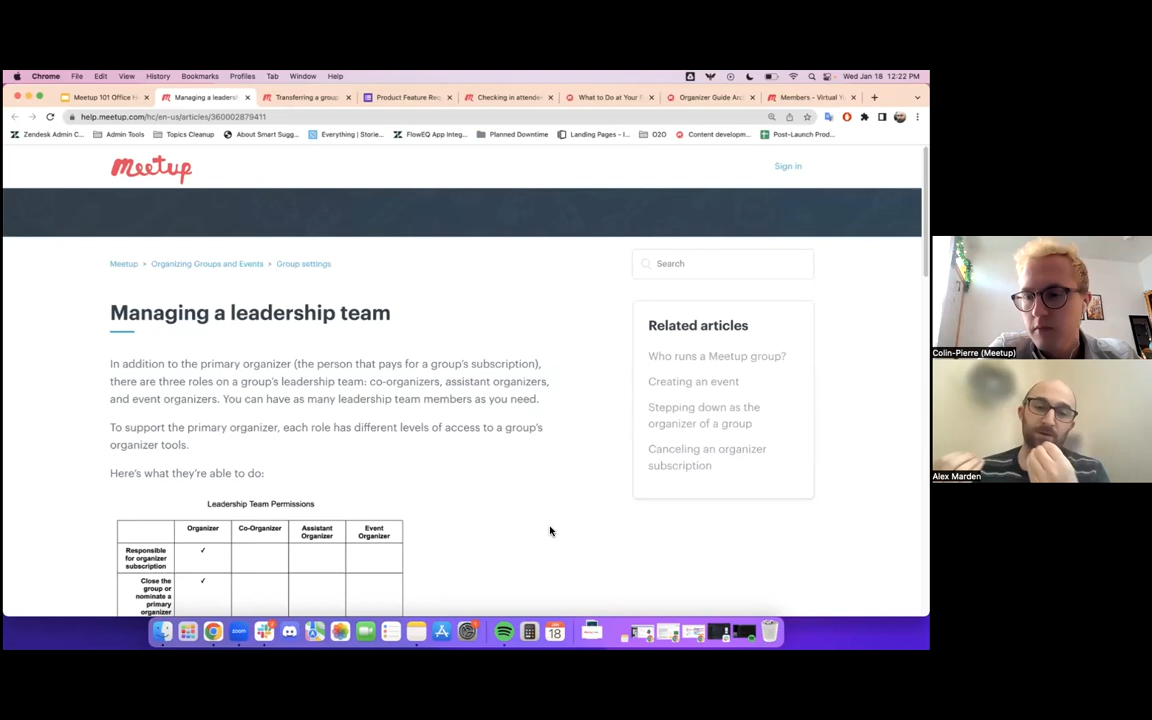 Chrome File Edit View History Bookmarks Profiles Tab Window Help Wed Jan 18 12:22 PM
Meetup 101 Office H Managing a leadersh Transferring a group Product Feature Req Checking in attende What to Do at Your F Organizer Guide Arc Members - Virtual Y
help.meetup.com/hc/en-us/articles/360002879411
Zendesk Admin C... Admin Tools Topics Cleanup About Smart Sugg... Everything | Storie... FlowEQ App Integ... Planned Downtime Landing Pages - I... O2O Content developm... Post-Launch Prod...
Meetup
Sign in
Meetup > Organizing Groups and Events > Group settings
Search
Managing a leadership team
In addition to the primary organizer (the person that pays for a group's subscription),
there are three roles on a group's leadership team: co-organizers, assistant organizers,
and event organizers. You can have as many leadership team members as you need.
To support the primary organizer, each role has different levels of access to a group's
organizer tools.
Here's what they're able to do:
Leadership Team Permissions
Organizer Co-Organizer Assistant Organizer Event Organizer
Responsible for organizer subscription ✓
Close the group or nominate a primary organizer ✓
Related articles
Who runs a Meetup group?
Creating an event
Stepping down as the
organizer of a group
Canceling an organizer
subscription
Colin-Pierre (Meetup)
Alex Marden
zoom
18